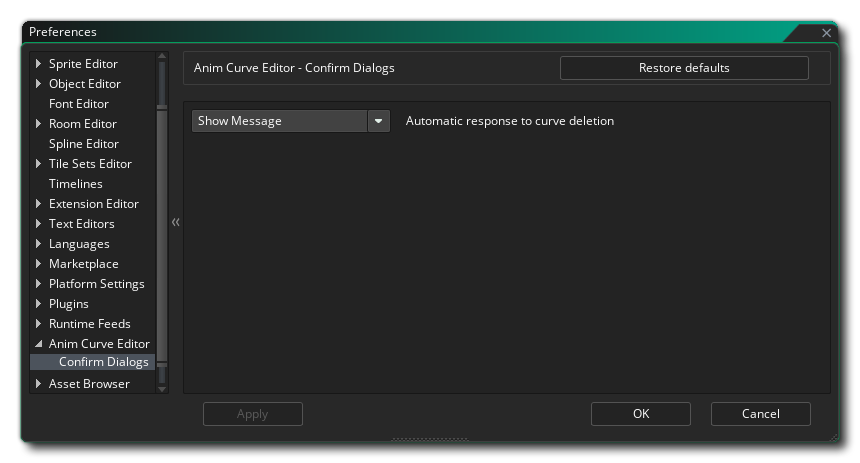 Preferences
Sprite Editor
Object Editor
Font Editor
Room Editor
Spline Editor
Tile Sets Editor
Timelines
Extension Editor
Text Editors
Languages
Marketplace
Platform Settings
Plugins
Runtime Feeds
Anim Curve Editor
Confirm Dialogs
Asset Browser
Anim Curve Editor - Confirm Dialogs
Restore defaults
Show Message
Automatic response to curve deletion
Apply
OK
Cancel